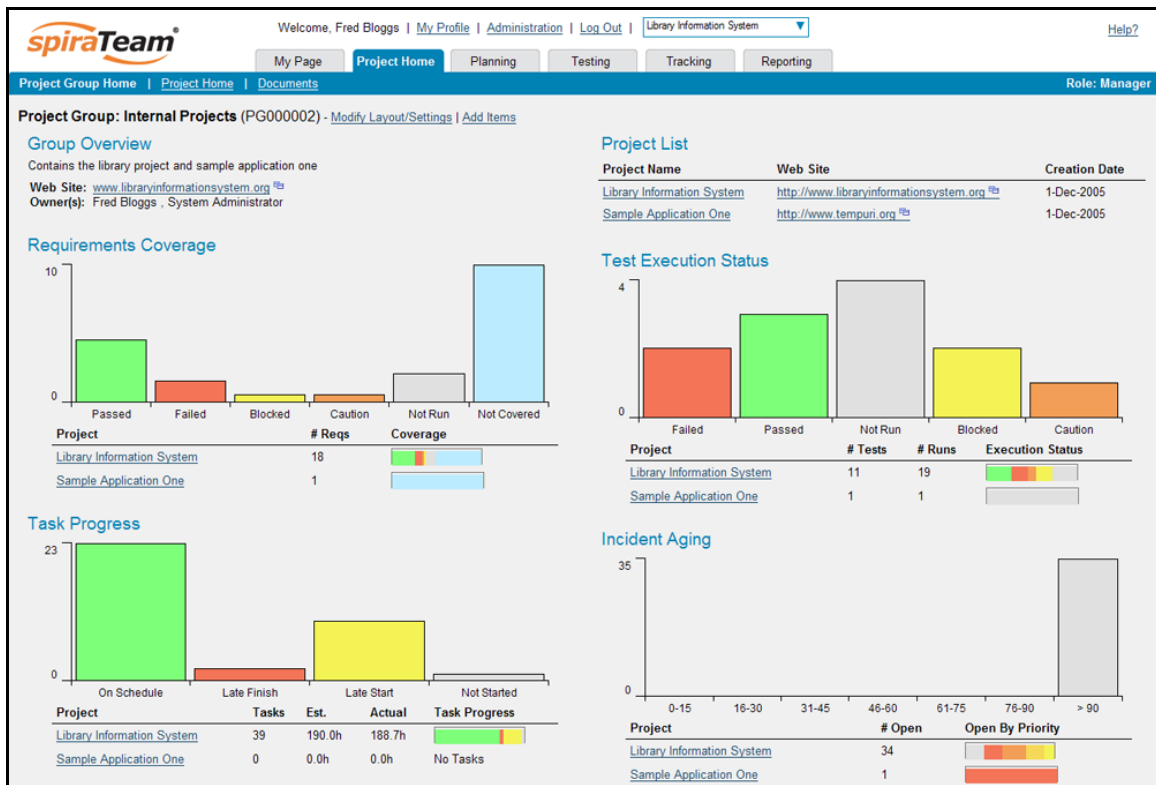 spiraTeam®
Welcome, Fred Bloggs | My Profile | Administration | Log Out | Library Information System
Help?
My Page Project Home Planning Testing Tracking Reporting
Project Group Home | Project Home | Documents Role: Manager
Project Group: Internal Projects (PG000002) - Modify Layout/Settings | Add Items
Group Overview
Contains the library project and sample application one
Web Site: www.libraryinformationsystem.org
Owner(s): Fred Bloggs , System Administrator
Requirements Coverage
10
0
Passed Failed Blocked Caution Not Run Not Covered
Project # Reqs Coverage
Library Information System 18
Sample Application One 1
Task Progress
23
0
On Schedule Late Finish Late Start Not Started
Project Tasks Est. Actual Task Progress
Library Information System 39 190.0h 188.7h
Sample Application One 0 0.0h 0.0h No Tasks
Project List
Project Name Web Site Creation Date
Library Information System http://www.libraryinformationsystem.org 1-Dec-2005
Sample Application One http://www.tempuri.org 1-Dec-2005
Test Execution Status
4
0
Failed Passed Not Run Blocked Caution
Project # Tests # Runs Execution Status
Library Information System 11 19
Sample Application One 1 1
Incident Aging
35
0
0-15 16-30 31-45 46-60 61-75 76-90 > 90
Project # Open Open By Priority
Library Information System 34
Sample Application One 1